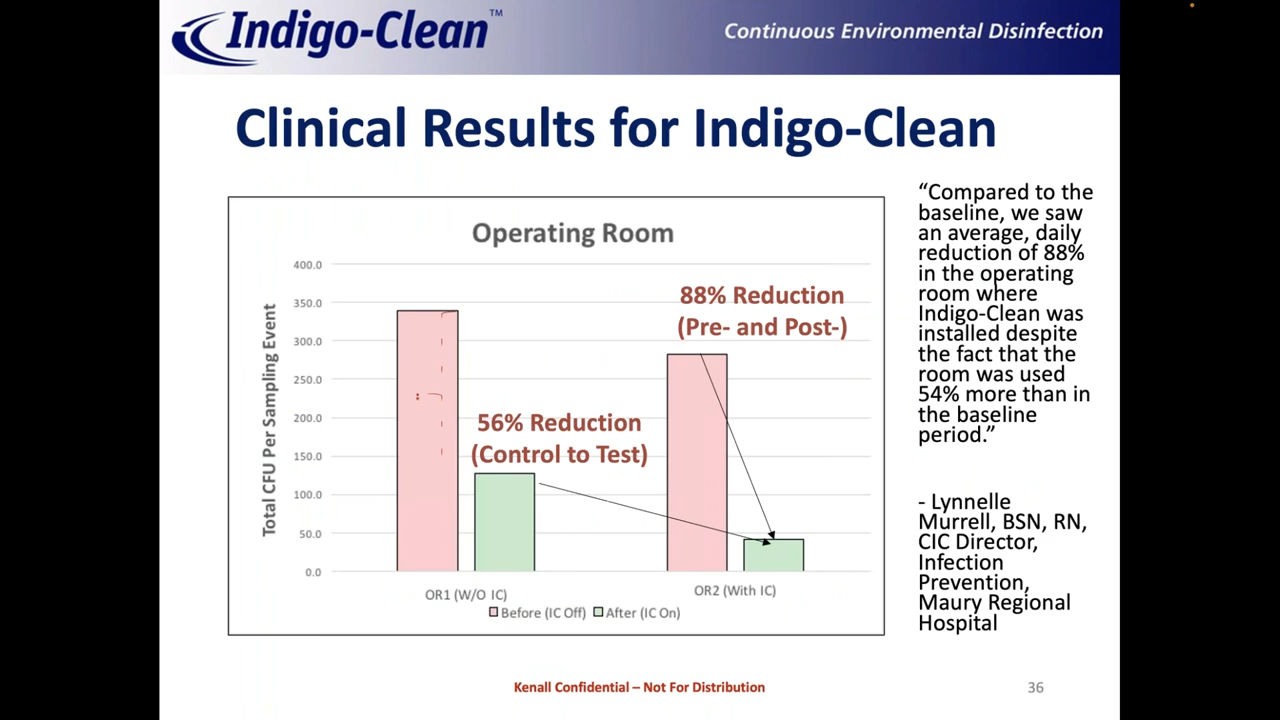 Indigo-Clean™
Continuous Environmental Disinfection
Clinical Results for Indigo-Clean
Operating Room
Total CFU Per Sampling Event
400.0
350.0
300.0
250.0
200.0
150.0
100.0
50.0
0.0
88% Reduction
(Pre- and Post-)
56% Reduction
(Control to Test)
OR1 (W/O IC)
OR2 (With IC)
Before (IC Off)
After (IC On)
“Compared to the
baseline, we saw
an average, daily
reduction of 88%
in the operating
room where
Indigo-Clean was
installed despite
the fact that the
room was used
54% more than in
the baseline
period.”
- Lynnelle
Murrell, BSN, RN,
CIC Director,
Infection
Prevention,
Maury Regional
Hospital
Kenall Confidential – Not For Distribution
36